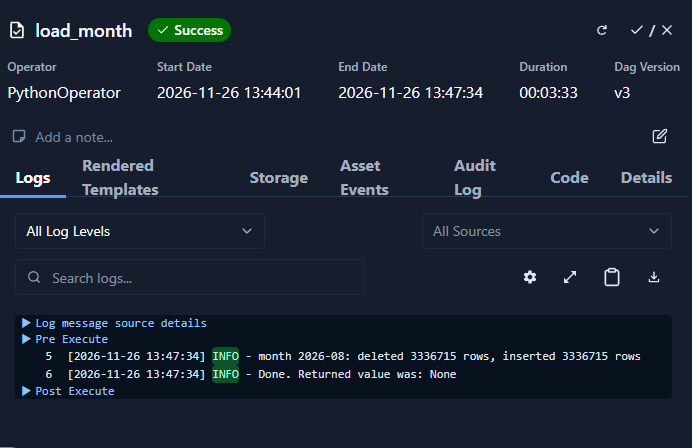 load_month Success /
Operator Start Date End Date Duration Dag Version
PythonOperator 2026-11-26 13:44:01 2026-11-26 13:47:34 00:03:33 v3
Add a note...
Logs Rendered Templates Storage Asset Events Audit Log Code Details
All Log Levels All Sources
Search logs...
Log message source details
Pre Execute
5 [2026-11-26 13:47:34] INFO - month 2026-08: deleted 3336715 rows, inserted 3336715 rows
6 [2026-11-26 13:47:34] INFO - Done. Returned value was: None
Post Execute